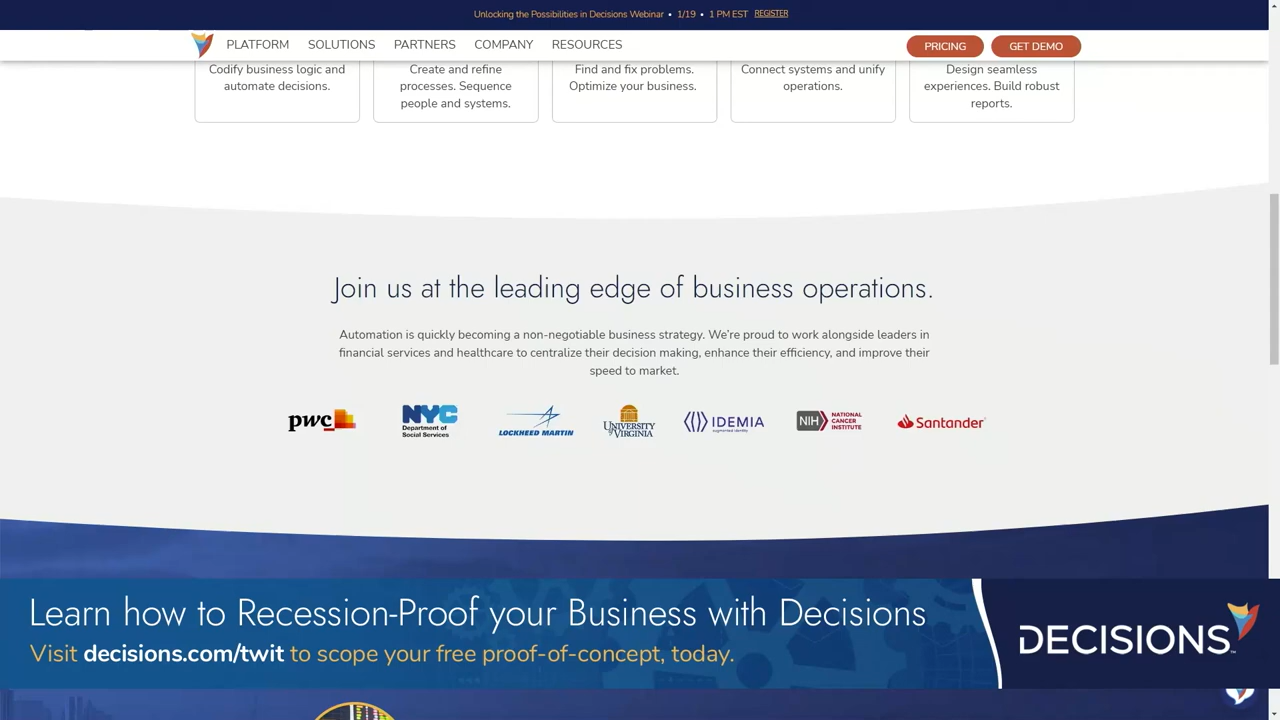 Unlocking the Possibilities in Decisions Webinar • 1/19 • 1 PM EST REGISTER
PLATFORM SOLUTIONS PARTNERS COMPANY RESOURCES PRICING GET DEMO
Codify business logic and
automate decisions.
Create and refine
processes. Sequence
people and systems.
Find and fix problems.
Optimize your business.
Connect systems and unify
operations.
Design seamless
experiences. Build robust
reports.
Join us at the leading edge of business operations.
Automation is quickly becoming a non-negotiable business strategy. We’re proud to work alongside leaders in
financial services and healthcare to centralize their decision making, enhance their efficiency, and improve their
speed to market.
pwc
NYC
Department of
Social Services
LOCKHEED MARTIN
UNIVERSITY
of VIRGINIA
IDEMIA
augmented identity
NIH NATIONAL
CANCER
INSTITUTE
Santander
Learn how to Recession-Proof your Business with Decisions
Visit decisions.com/twit to scope your free proof-of-concept, today.
DECISIONS™